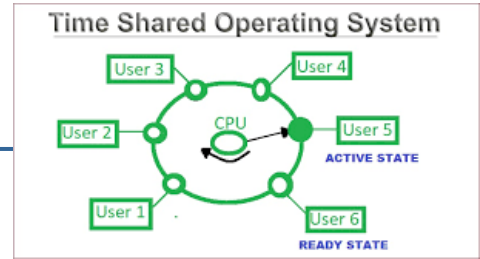 Time Shared Operating System
User 3
User 4
User 2
CPU
User 5
ACTIVE STATE
User 1
User 6
READY STATE